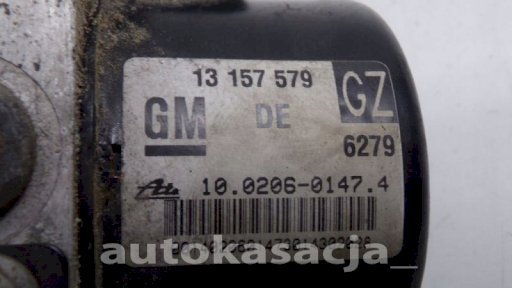 13 157 579 GZ
GM DE 6279
Ate 10.0206-0147.4
autokasacja_